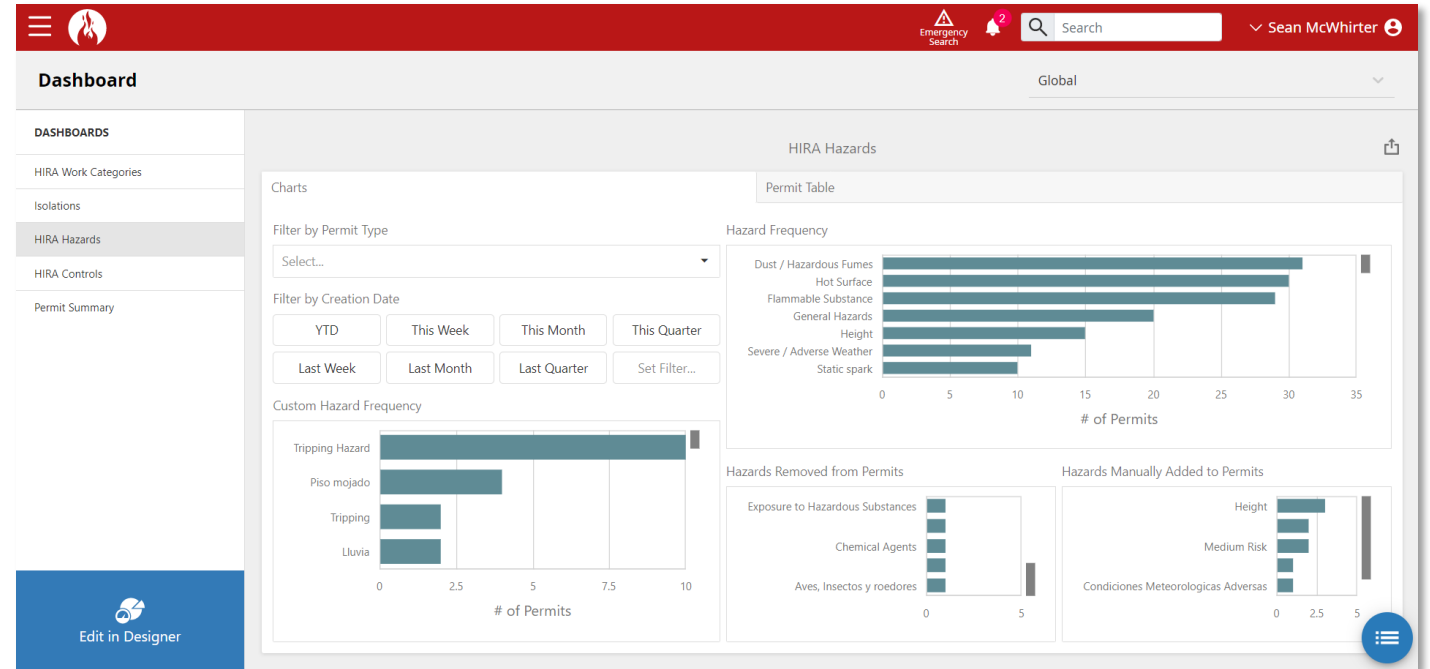 Emergency
Search
2
Search
Sean McWhirter
Dashboard
Global
DASHBOARDS
HIRA Work Categories
Isolations
HIRA Hazards
HIRA Controls
Permit Summary
Edit in Designer
HIRA Hazards
Charts
Permit Table
Filter by Permit Type
Select...
Filter by Creation Date
YTD
This Week
This Month
This Quarter
Last Week
Last Month
Last Quarter
Set Filter...
Custom Hazard Frequency
Tripping Hazard
Piso mojado
Tripping
Lluvia
0 2.5 5 7.5 10
# of Permits
Hazard Frequency
Dust / Hazardous Fumes
Hot Surface
Flammable Substance
General Hazards
Height
Severe / Adverse Weather
Static spark
0 5 10 15 20 25 30 35
# of Permits
Hazards Removed from Permits
Exposure to Hazardous Substances
Chemical Agents
Aves, Insectos y roedores
0 5
Hazards Manually Added to Permits
Height
Medium Risk
Condiciones Meteorologicas Adversas
0 2.5 5